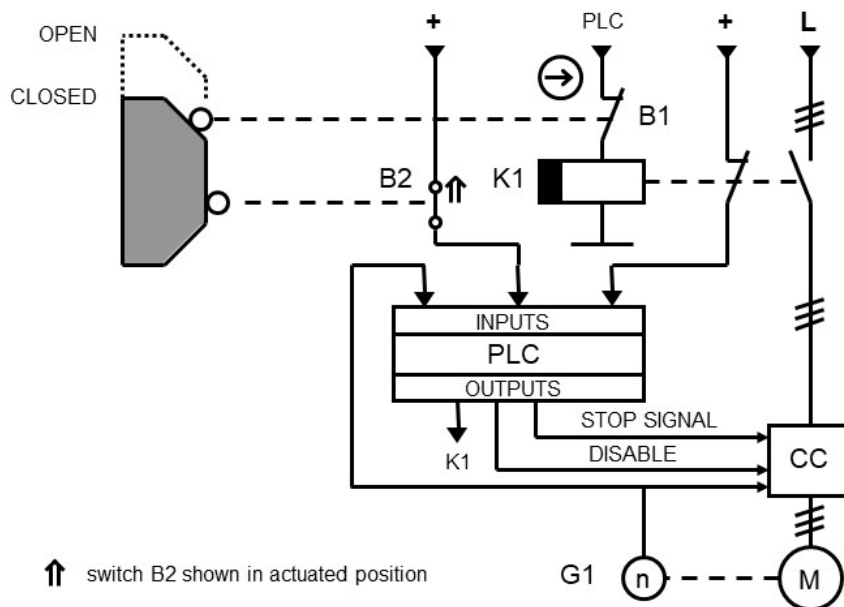 + PLC + L
OPEN
CLOSED
B1
B2 K1
INPUTS
PLC
OUTPUTS
STOP SIGNAL
K1 DISABLE CC
G1 n M
switch B2 shown in actuated position